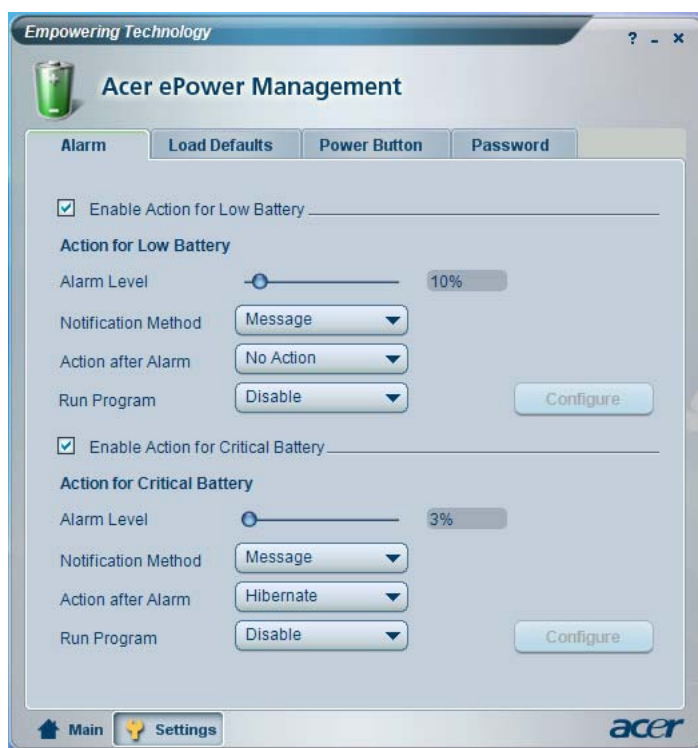 Empowering Technology
? - x
Acer ePower Management
Alarm Load Defaults Power Button Password
Enable Action for Low Battery
Action for Low Battery
Alarm Level 10%
Notification Method Message
Action after Alarm No Action
Run Program Disable Configure
Enable Action for Critical Battery
Action for Critical Battery
Alarm Level 3%
Notification Method Message
Action after Alarm Hibernate
Run Program Disable Configure
Main Settings acer